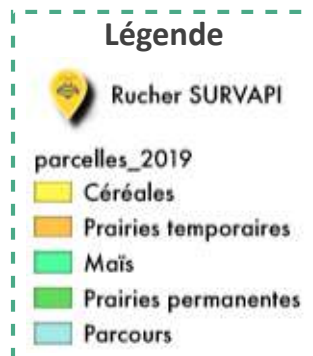 Légende
Rucher SURVAPI
parcelles_2019
Céréales
Prairies temporaires
Maïs
Prairies permanentes
Parcours